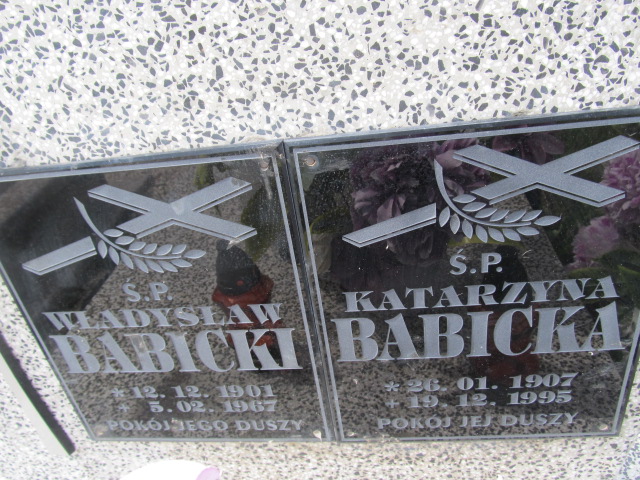 Ś.P.
WŁADYSŁAW
BABICKI
* 12. 12. 1901
+ 5. 02. 1967
POKÓJ JEGO DUSZY
Ś.P.
KATARZYNA
BABICKA
* 26. 01. 1907
+ 19. 12. 1995
POKÓJ JEJ DUSZY